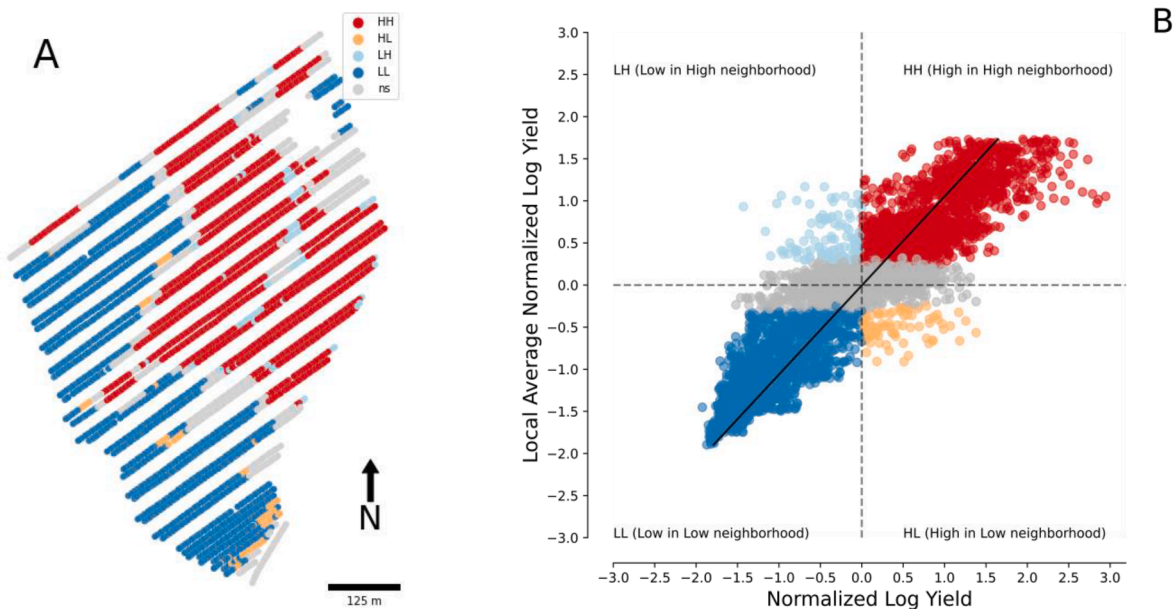 A
HH
HL
LH
LL
ns
N
125 m
B
3.0
2.5
2.0
1.5
1.0
0.5
0.0
−0.5
−1.0
−1.5
−2.0
−2.5
−3.0
Local Average Normalized Log Yield
LH (Low in High neighborhood)
HH (High in High neighborhood)
LL (Low in Low neighborhood)
HL (High in Low neighborhood)
−3.0 −2.5 −2.0 −1.5 −1.0 −0.5 0.0 0.5 1.0 1.5 2.0 2.5 3.0
Normalized Log Yield